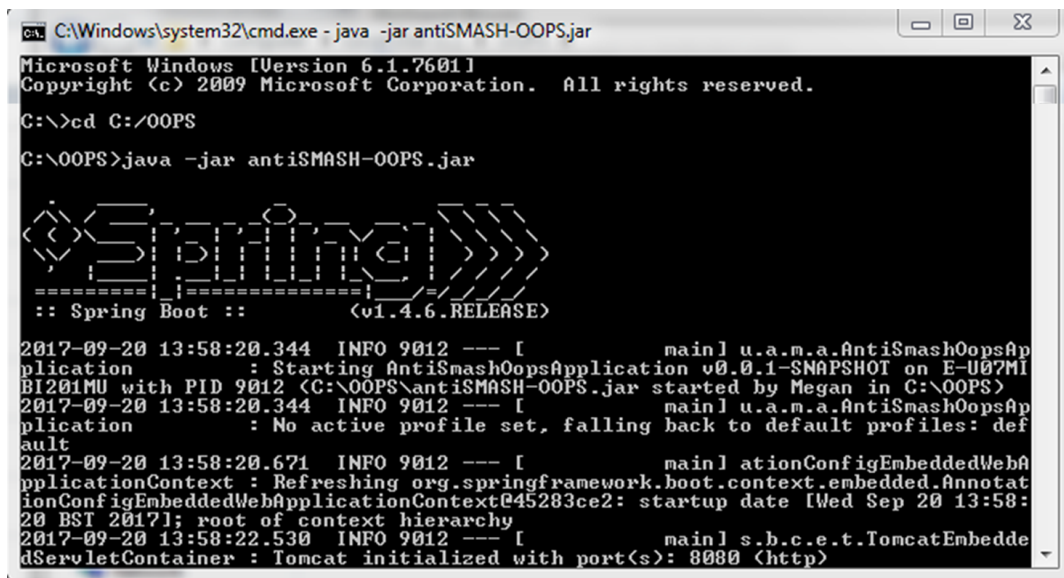 C:\Windows\system32\cmd.exe - java -jar antiSMASH-OOPS.jar
Microsoft Windows [Version 6.1.7601]
Copyright (c) 2009 Microsoft Corporation.  All rights reserved.
C:\>cd C:/OOPS
C:\OOPS>java -jar antiSMASH-OOPS.jar
Spring
:: Spring Boot ::        (v1.4.6.RELEASE)
2017-09-20 13:58:20.344  INFO 9012 --- [           main] u.a.m.a.AntiSmashOopsAp
plication        : Starting AntiSmashOopsApplication v0.0.1-SNAPSHOT on E-U07MI
BI201MU with PID 9012 (C:\OOPS\antiSMASH-OOPS.jar started by Megan in C:\OOPS)
2017-09-20 13:58:20.344  INFO 9012 --- [           main] u.a.m.a.AntiSmashOopsAp
plication        : No active profile set, falling back to default profiles: def
ault
2017-09-20 13:58:20.671  INFO 9012 --- [           main] ationConfigEmbeddedWebA
pplicationContext : Refreshing org.springframework.boot.context.embedded.Annotat
ionConfigEmbeddedWebApplicationContext@45283ce2: startup date [Wed Sep 20 13:58:
20 BST 2017]; root of context hierarchy
2017-09-20 13:58:22.530  INFO 9012 --- [           main] s.b.c.e.t.TomcatEmbedde
dServletContainer : Tomcat initialized with port(s): 8080 (http)